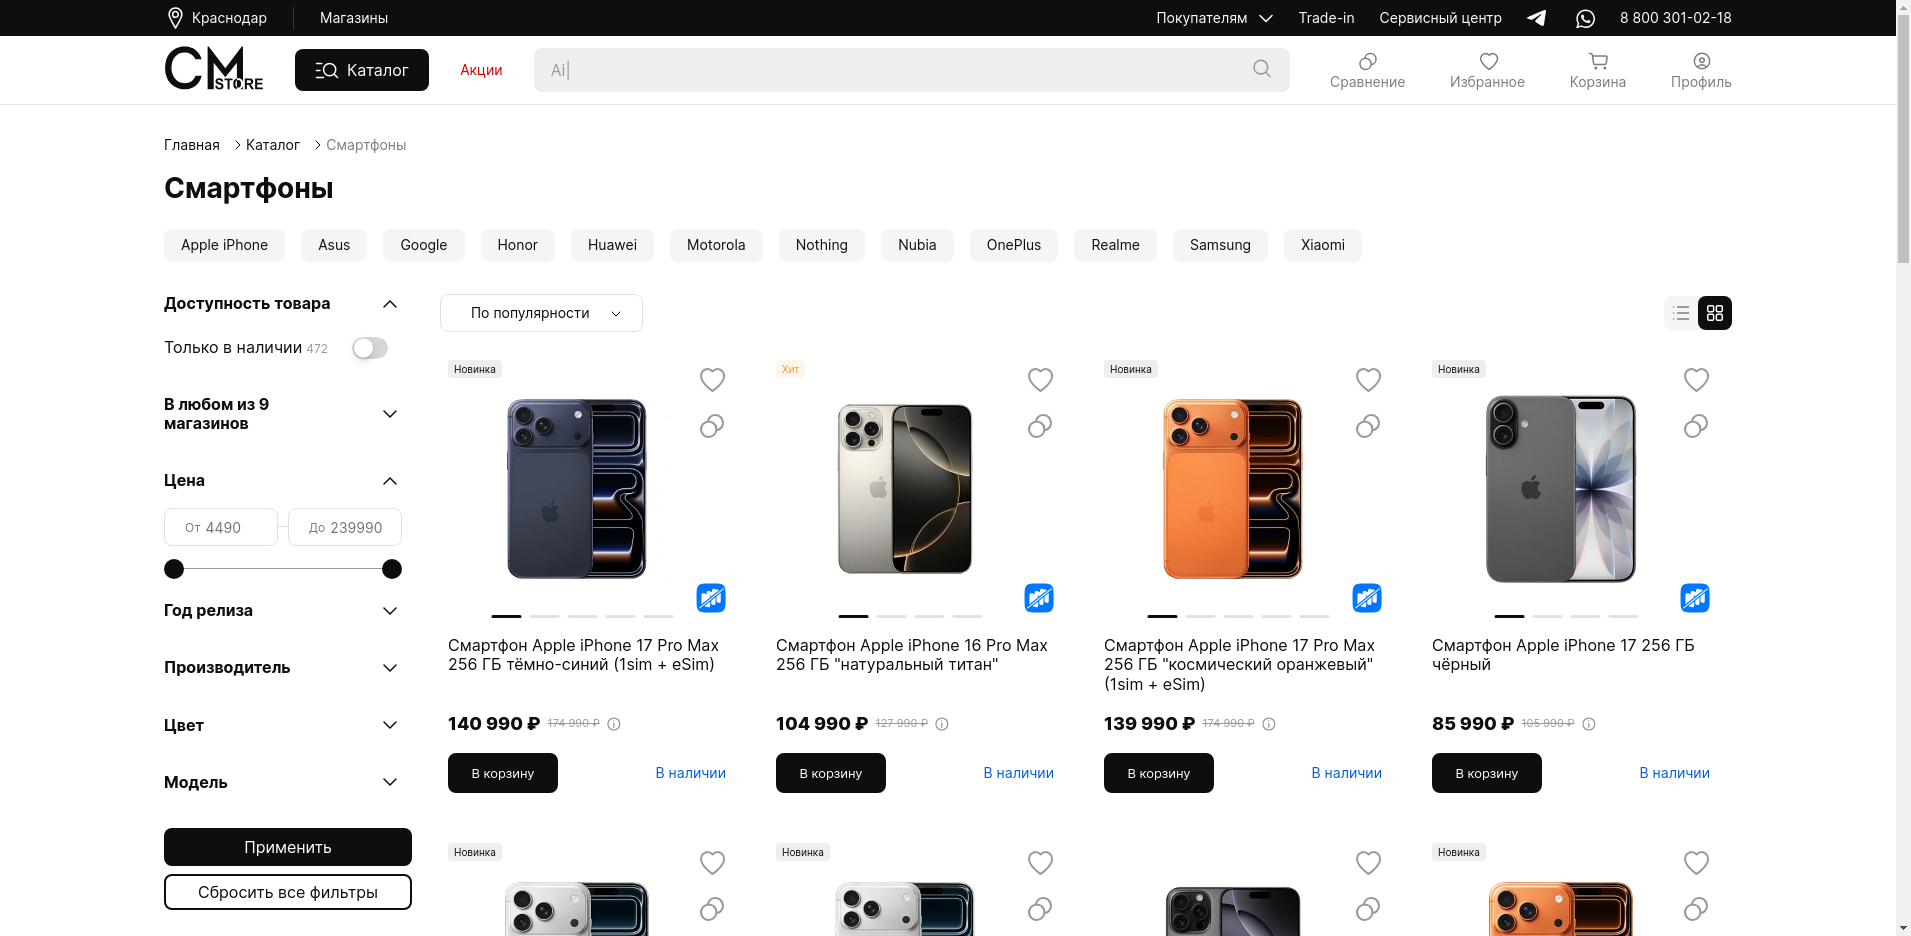 Краснодар
Магазины
Покупателям
Trade-in
Сервисный центр
8 800 301-02-18
CM STORE
Каталог
Акции
Ai|
Сравнение
Избранное
Корзина
Профиль
Главная
Каталог
Смартфоны
Смартфоны
Apple iPhone
Asus
Google
Honor
Huawei
Motorola
Nothing
Nubia
OnePlus
Realme
Samsung
Xiaomi
Доступность товара
Только в наличии 472
В любом из 9
магазинов
Цена
От 4490
До 239990
Год релиза
Производитель
Цвет
Модель
Применить
Сбросить все фильтры
По популярности
Новинка
Смартфон Apple iPhone 17 Pro Max
256 ГБ тёмно-синий (1sim + eSim)
140 990 ₽ 174 990 ₽
В корзину
В наличии
Хит
Смартфон Apple iPhone 16 Pro Max
256 ГБ "натуральный титан"
104 990 ₽ 127 990 ₽
В корзину
В наличии
Новинка
Смартфон Apple iPhone 17 Pro Max
256 ГБ "космический оранжевый"
(1sim + eSim)
139 990 ₽ 174 990 ₽
В корзину
В наличии
Новинка
Смартфон Apple iPhone 17 256 ГБ
чёрный
85 990 ₽ 105 990 ₽
В корзину
В наличии
Новинка
Новинка
Новинка